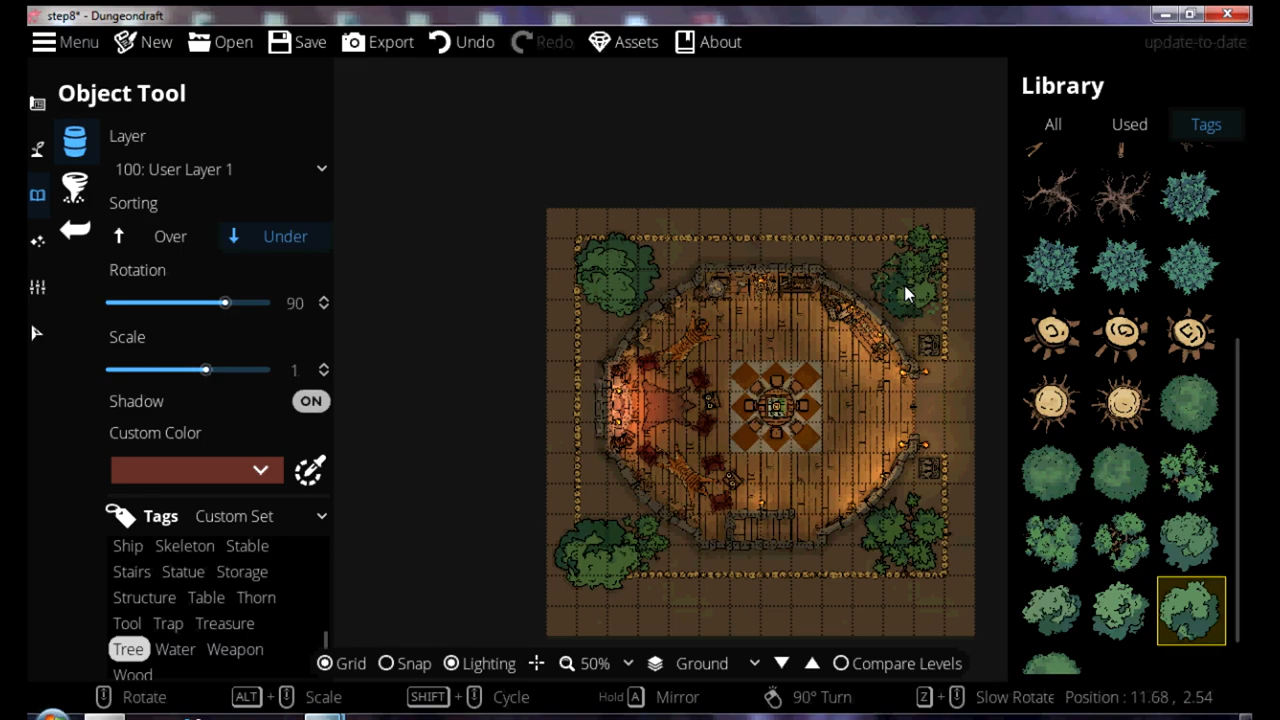 step8* - Dungeondraft
Menu New Open Save Export Undo Redo Assets About update-to-date
Object Tool
Layer
100: User Layer 1
Sorting
Over Under
Rotation
90
Scale
1
Shadow
ON
Custom Color
Tags Custom Set
Ship Skeleton Stable
Stairs Statue Storage
Structure Table Thorn
Tool Trap Treasure
Tree Water Weapon
Wood
Library
All Used Tags
Grid Snap Lighting 50% Ground Compare Levels
Rotate ALT + Scale SHIFT + Cycle Hold A Mirror 90° Turn Z + Slow Rotate Position : 11.68 , 2.54